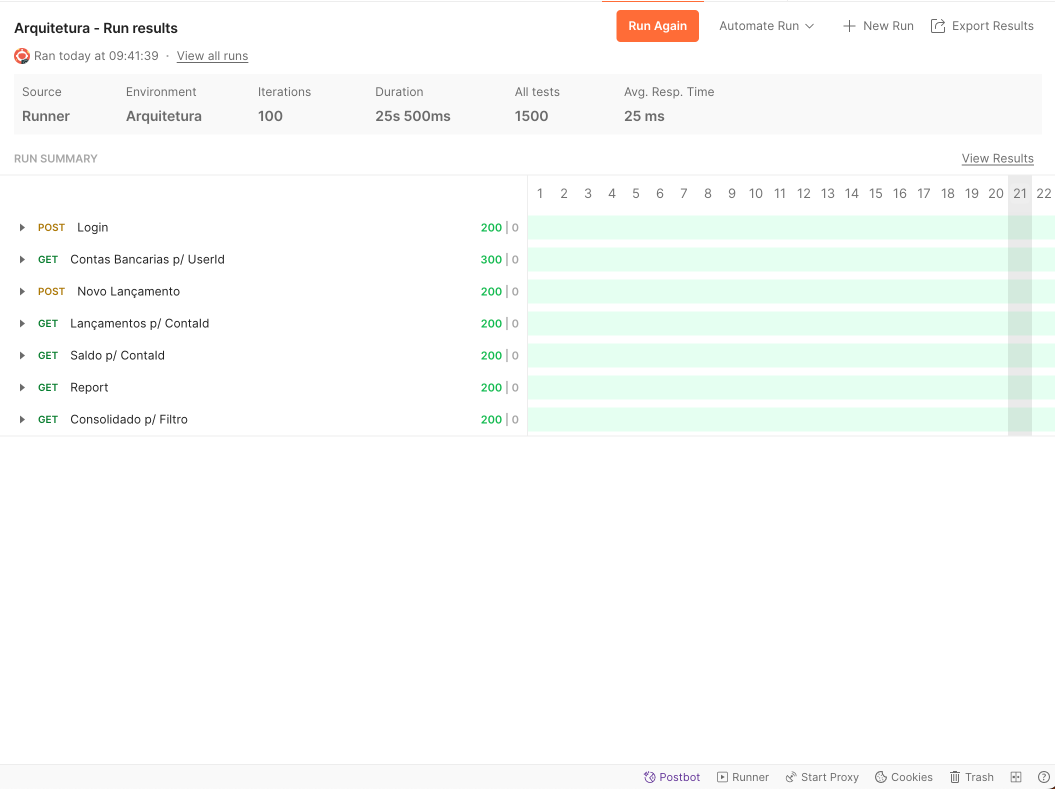 Arquitetura - Run results
Run Again
Automate Run
New Run
Export Results
Ran today at 09:41:39 · View all runs
Source Environment Iterations Duration All tests Avg. Resp. Time
Runner Arquitetura 100 25s 500ms 1500 25 ms
RUN SUMMARY
View Results
1 2 3 4 5 6 7 8 9 10 11 12 13 14 15 16 17 18 19 20 21 22
POST Login 200 | 0
GET Contas Bancarias p/ UserId 300 | 0
POST Novo Lançamento 200 | 0
GET Lançamentos p/ ContaId 200 | 0
GET Saldo p/ ContaId 200 | 0
GET Report 200 | 0
GET Consolidado p/ Filtro 200 | 0
Postbot Runner Start Proxy Cookies Trash